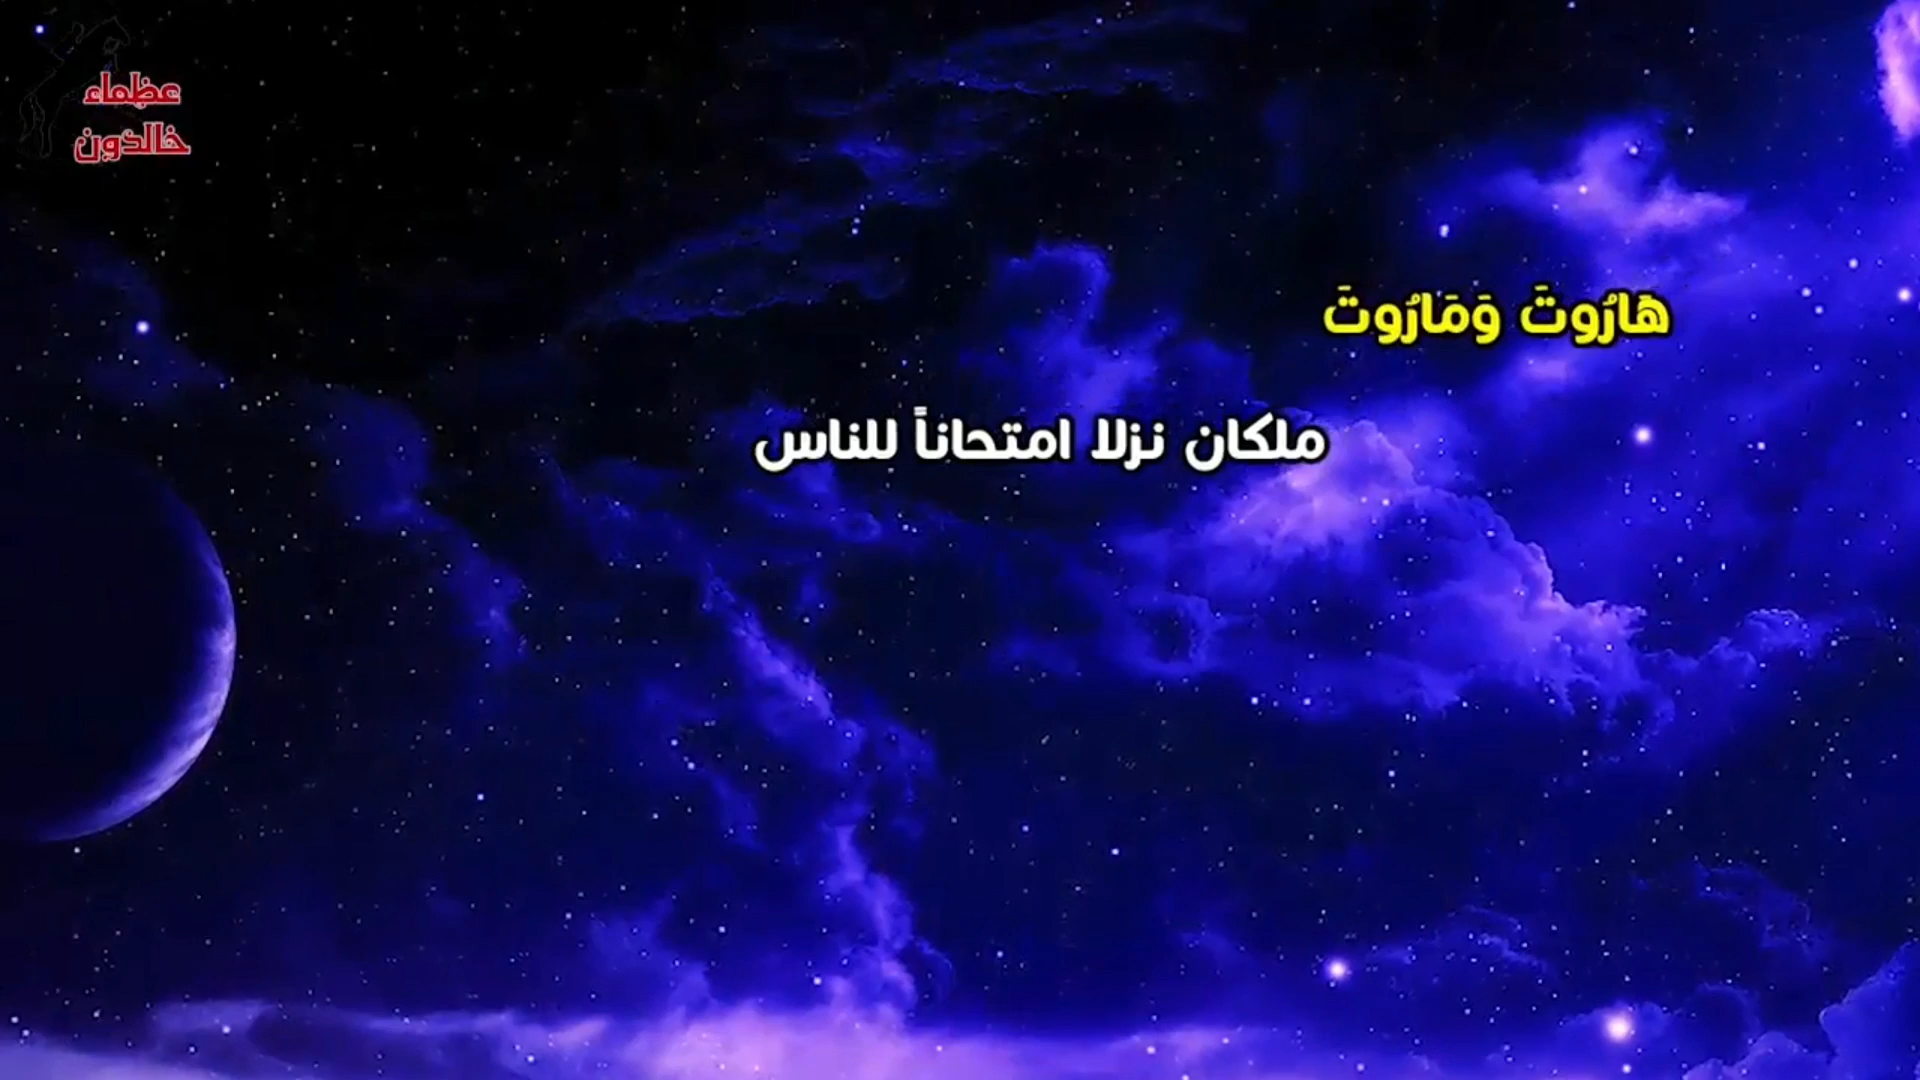 عظماء
خالدون
هَارُوتَ وَمَارُوتَ
ملكان نزلا امتحاناً للناس